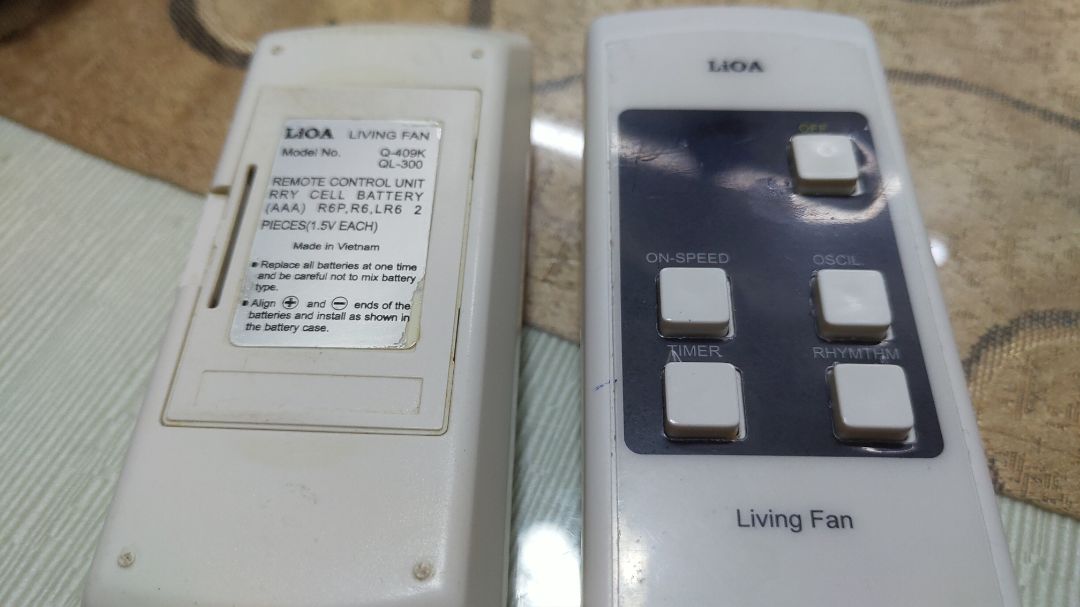 LiOA LIVING FAN
Model No. Q-409K
QL-300
REMOTE CONTROL UNIT
RRY CELL BATTERY
(AAA) R6P,R6,LR6 2
PIECES(1.5V EACH)
Made in Vietnam
Replace all batteries at one time
and be careful not to mix battery
type.
Align + and - ends of the
batteries and install as shown in
the battery case.
LiOA
OFF
ON-SPEED OSCIL.
TIMER RHYMTHM
Living Fan